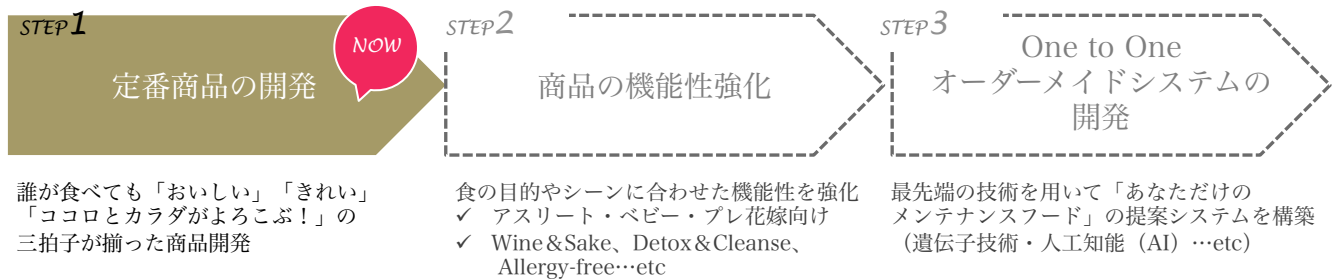 STEP1
NOW
定番商品の開発
誰が食べても「おいしい」「きれい」
「ココロとカラダがよろこぶ！」の
三拍子が揃った商品開発
STEP2
商品の機能性強化
食の目的やシーンに合わせた機能性を強化
✓ アスリート・ベビー・プレ花嫁向け
✓ Wine＆Sake、Detox＆Cleanse、
Allergy-free…etc
STEP3
One to One
オーダーメイドシステムの
開発
最先端の技術を用いて「あなただけの
メンテナンスフード」の提案システムを構築
（遺伝子技術・人工知能（AI）…etc）